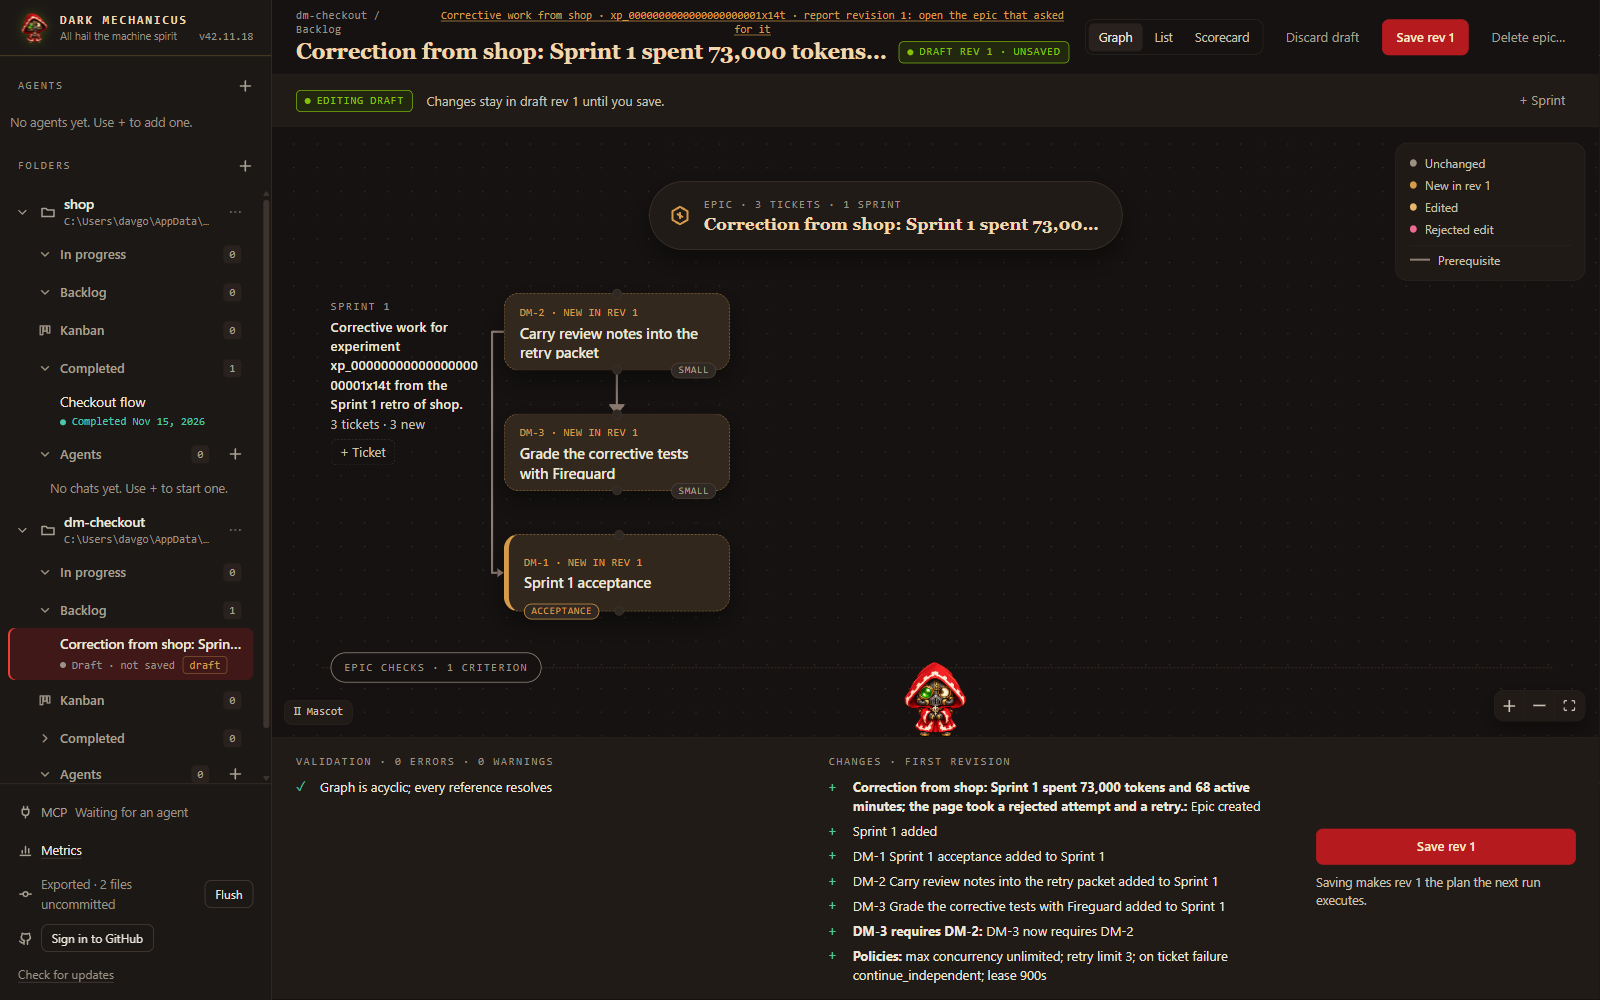 DARK MECHANICUS
All hail the machine spirit
v42.11.18
AGENTS
No agents yet. Use + to add one.
FOLDERS
shop
C:\Users\davgo\AppData\...
In progress
0
Backlog
0
Kanban
0
Completed
1
Checkout flow
Completed Nov 15, 2026
Agents
0
No chats yet. Use + to start one.
dm-checkout
C:\Users\davgo\AppData\...
In progress
0
Backlog
1
Correction from shop: Sprin...
Draft · not saved
draft
Kanban
0
Completed
0
Agents
0
MCP Waiting for an agent
Metrics
Exported · 2 files
uncommitted
Flush
Sign in to GitHub
Check for updates
dm-checkout /
Backlog
Corrective work from shop · xp_00000000000000000000001x14t · report revision 1: open the epic that asked
for it
Correction from shop: Sprint 1 spent 73,000 tokens...
DRAFT REV 1 · UNSAVED
Graph
List
Scorecard
Discard draft
Save rev 1
Delete epic...
EDITING DRAFT
Changes stay in draft rev 1 until you save.
+ Sprint
Unchanged
New in rev 1
Edited
Rejected edit
Prerequisite
EPIC · 3 TICKETS · 1 SPRINT
Correction from shop: Sprint 1 spent 73,00...
SPRINT 1
Corrective work for
experiment
xp_00000000000000000
00001x14t from the
Sprint 1 retro of shop.
3 tickets · 3 new
+ Ticket
DM-2 · NEW IN REV 1
Carry review notes into the
retry packet
SMALL
DM-3 · NEW IN REV 1
Grade the corrective tests
with Fireguard
SMALL
DM-1 · NEW IN REV 1
Sprint 1 acceptance
ACCEPTANCE
EPIC CHECKS · 1 CRITERION
Mascot
VALIDATION · 0 ERRORS · 0 WARNINGS
Graph is acyclic; every reference resolves
CHANGES · FIRST REVISION
+ Correction from shop: Sprint 1 spent 73,000 tokens and 68 active
minutes; the page took a rejected attempt and a retry.: Epic created
+ Sprint 1 added
+ DM-1 Sprint 1 acceptance added to Sprint 1
+ DM-2 Carry review notes into the retry packet added to Sprint 1
+ DM-3 Grade the corrective tests with Fireguard added to Sprint 1
+ DM-3 requires DM-2: DM-3 now requires DM-2
+ Policies: max concurrency unlimited; retry limit 3; on ticket failure
continue_independent; lease 900s
Save rev 1
Saving makes rev 1 the plan the next run
executes.